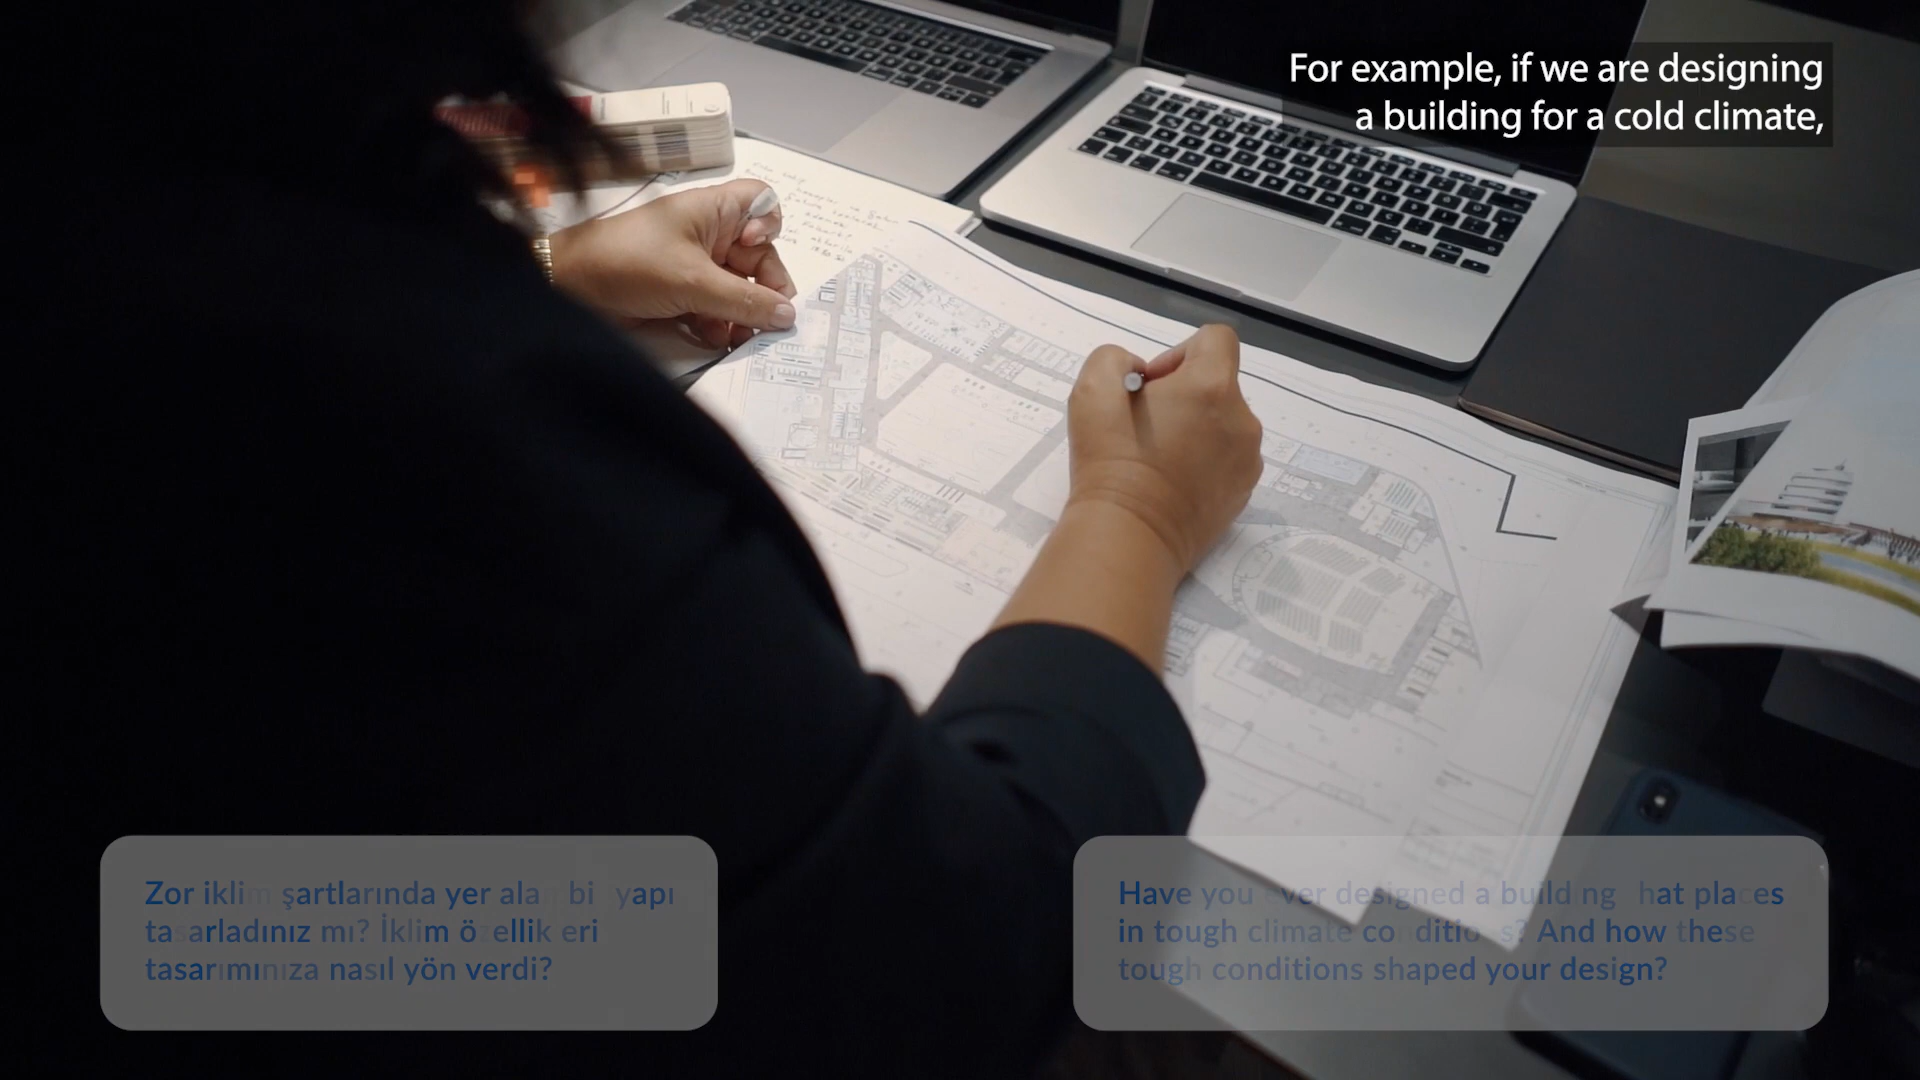 For example, if we are designing
a building for a cold climate,
Zor iklim şartlarında yer alan bir yapı
tasarladınız mı? İklim özellikleri
tasarımınıza nasıl yön verdi?
Have you ever designed a building that places
in tough climate conditions? And how these
tough conditions shaped your design?